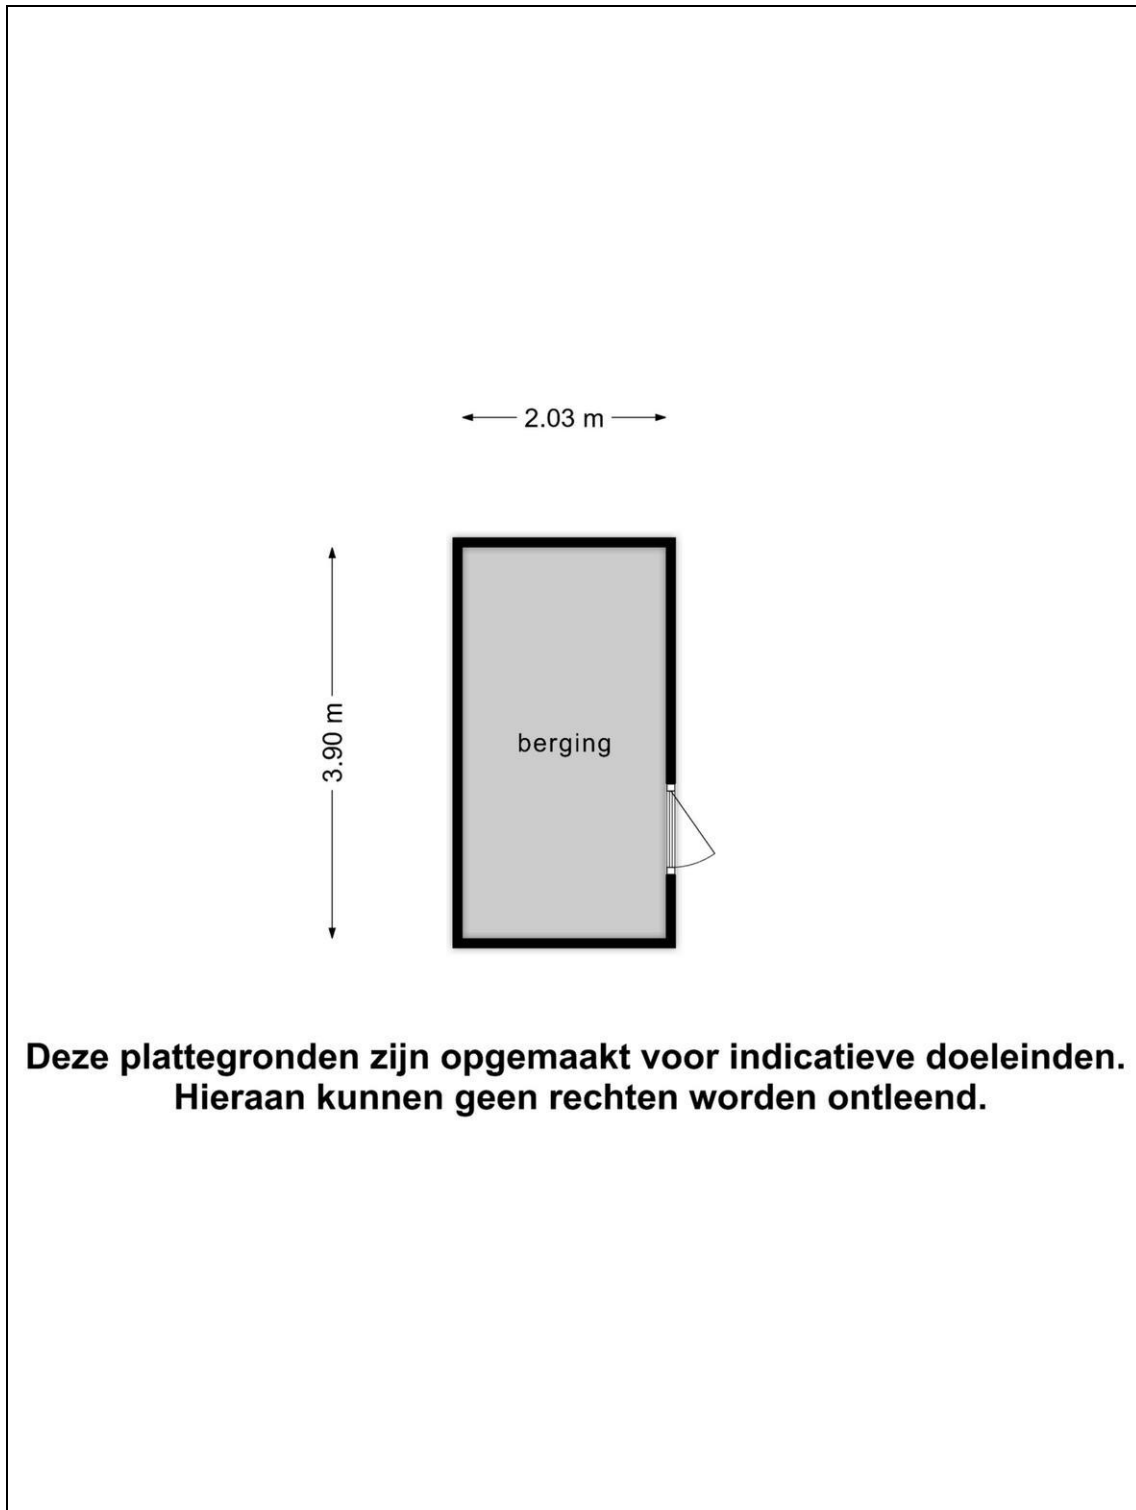 2.03 m
3.90 m
berging
Deze plattegronden zijn opgemaakt voor indicatieve doeleinden.
Hieraan kunnen geen rechten worden ontleend.